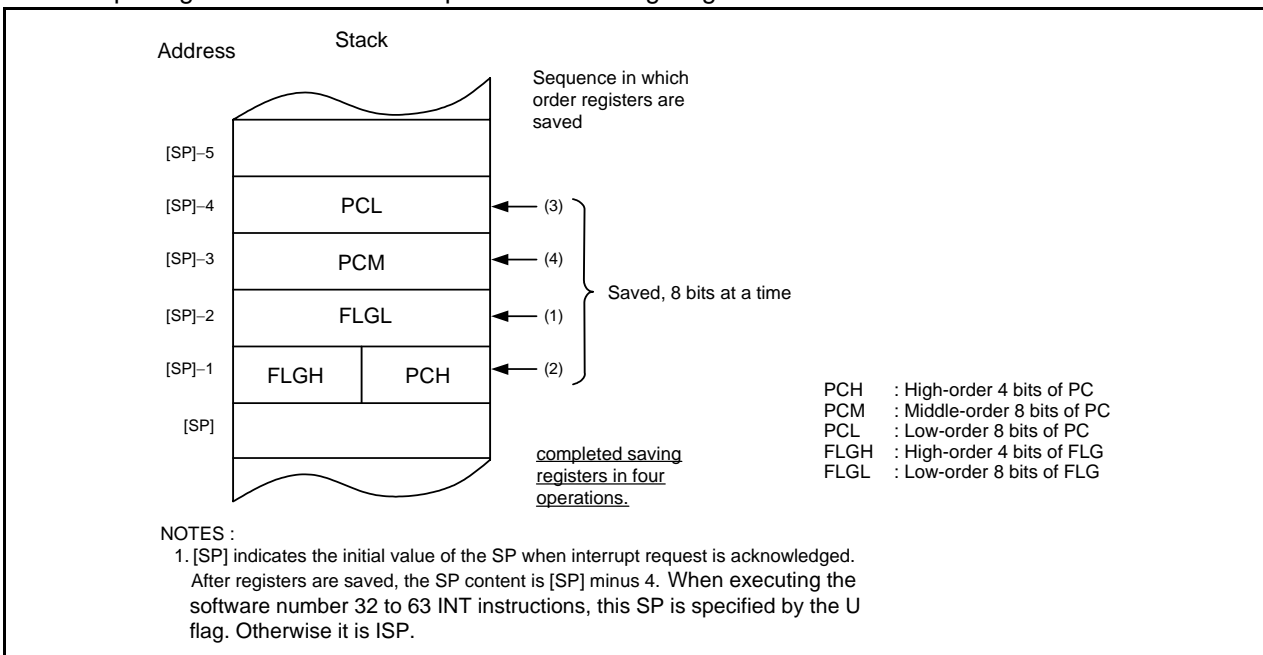 Address
Stack
Sequence in which
order registers are
saved
[SP]−5
[SP]−4
PCL
(3)
[SP]−3
PCM
(4)
Saved, 8 bits at a time
[SP]−2
FLGL
(1)
[SP]−1
FLGH
PCH
(2)
[SP]
PCH : High-order 4 bits of PC
PCM : Middle-order 8 bits of PC
PCL : Low-order 8 bits of PC
FLGH : High-order 4 bits of FLG
FLGL : Low-order 8 bits of FLG
completed saving
registers in four
operations.
NOTES :
1. [SP] indicates the initial value of the SP when interrupt request is acknowledged.
After registers are saved, the SP content is [SP] minus 4. When executing the
software number 32 to 63 INT instructions, this SP is specified by the U
flag. Otherwise it is ISP.